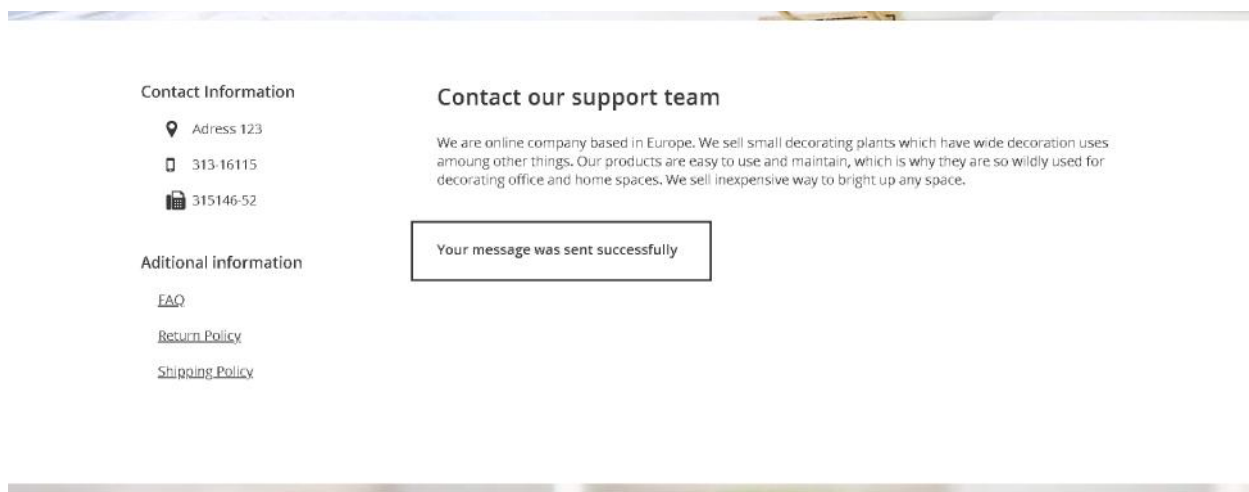 Contact Information
Adress 123
313-16115
315146-52
Aditional information
FAQ
Return Policy
Shipping Policy
Contact our support team
We are online company based in Europe. We sell small decorating plants which have wide decoration uses
amoung other things. Our products are easy to use and maintain, which is why they are so wildly used for
decorating office and home spaces. We sell inexpensive way to bright up any space.
Your message was sent successfully